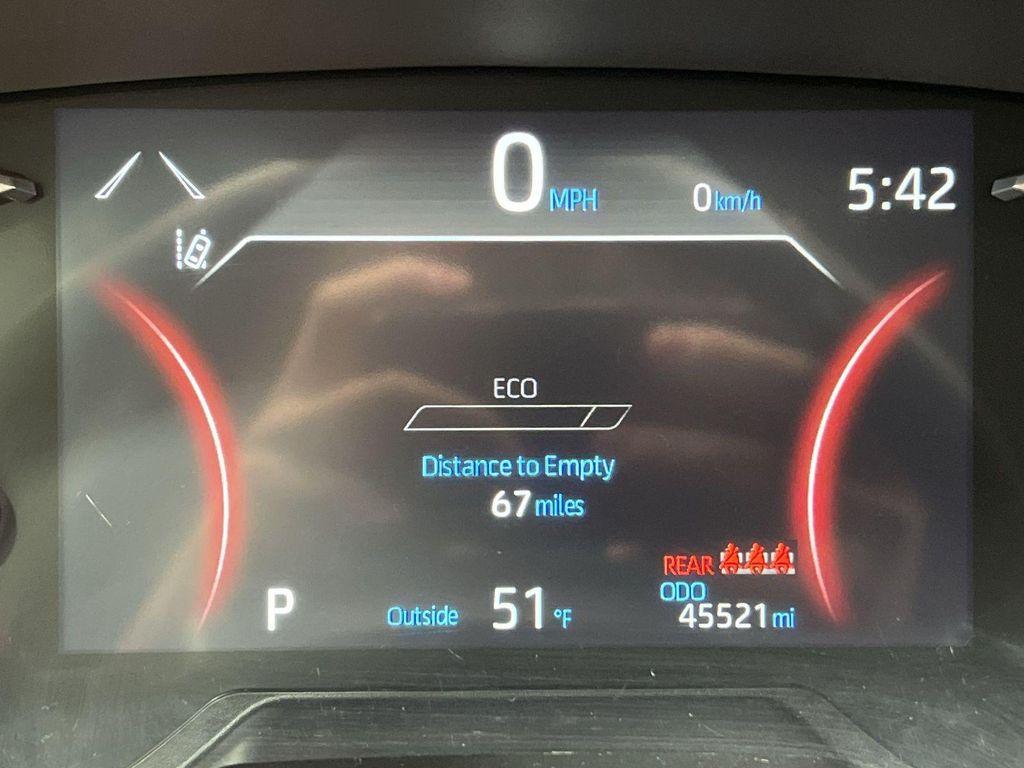 0 MPH 0 km/h 5:42
ECO
Distance to Empty
67 miles
REAR
ODO
P Outside 51 °F 45521 mi